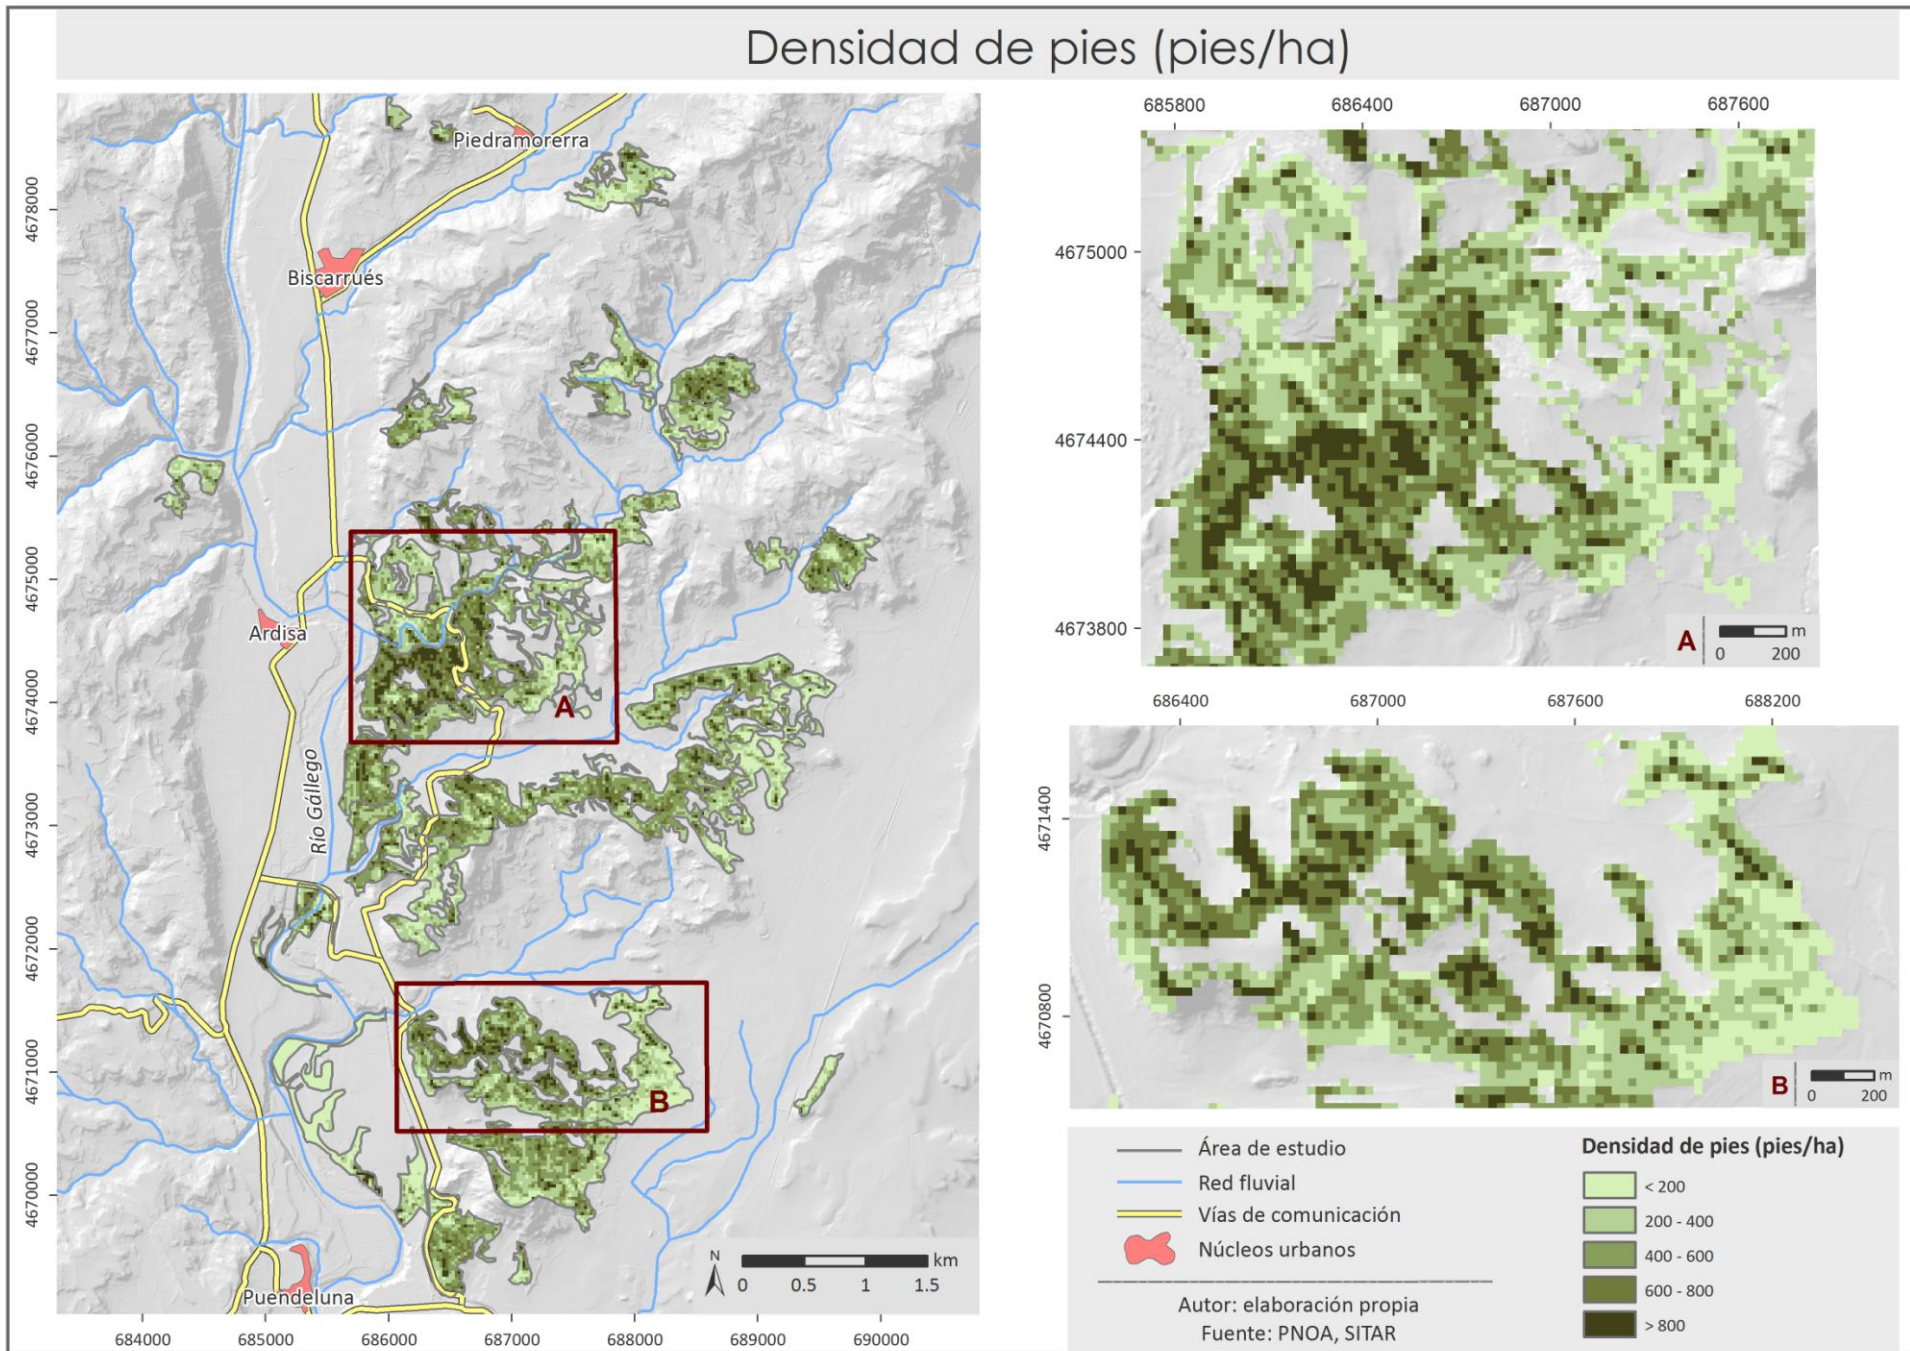 Densidad de pies (pies/ha)
Piedramorerra
Biscarrués
Ardisa
Río Gállego
Puendeluna
A
B
4678000
4677000
4676000
4675000
4674000
4673000
4672000
4671000
4670000
684000 685000 686000 687000 688000 689000 690000
N
0 0.5 1 1.5 km
685800 686400 687000 687600
4675000
4674400
4673800
A
m
0 200
686400 687000 687600 688200
4671400
4670800
B
m
0 200
Área de estudio
Red fluvial
Vías de comunicación
Núcleos urbanos
Autor: elaboración propia
Fuente: PNOA, SITAR
Densidad de pies (pies/ha)
< 200
200 - 400
400 - 600
600 - 800
> 800